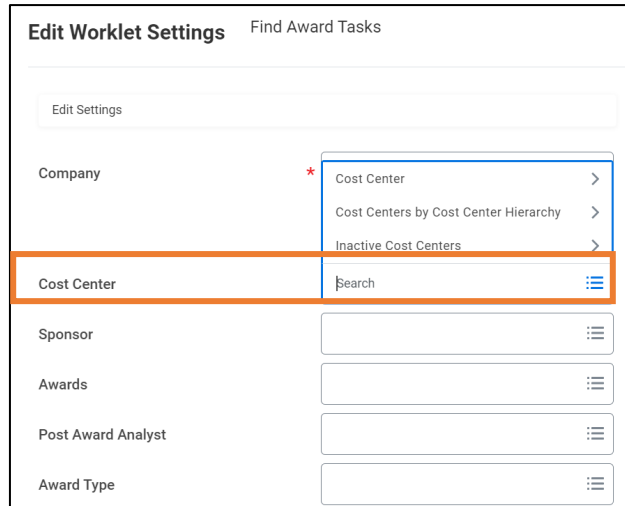 Edit Worklet Settings Find Award Tasks
Edit Settings
Company *
Cost Center
Cost Centers by Cost Center Hierarchy
Inactive Cost Centers
Cost Center Search
Sponsor
Awards
Post Award Analyst
Award Type